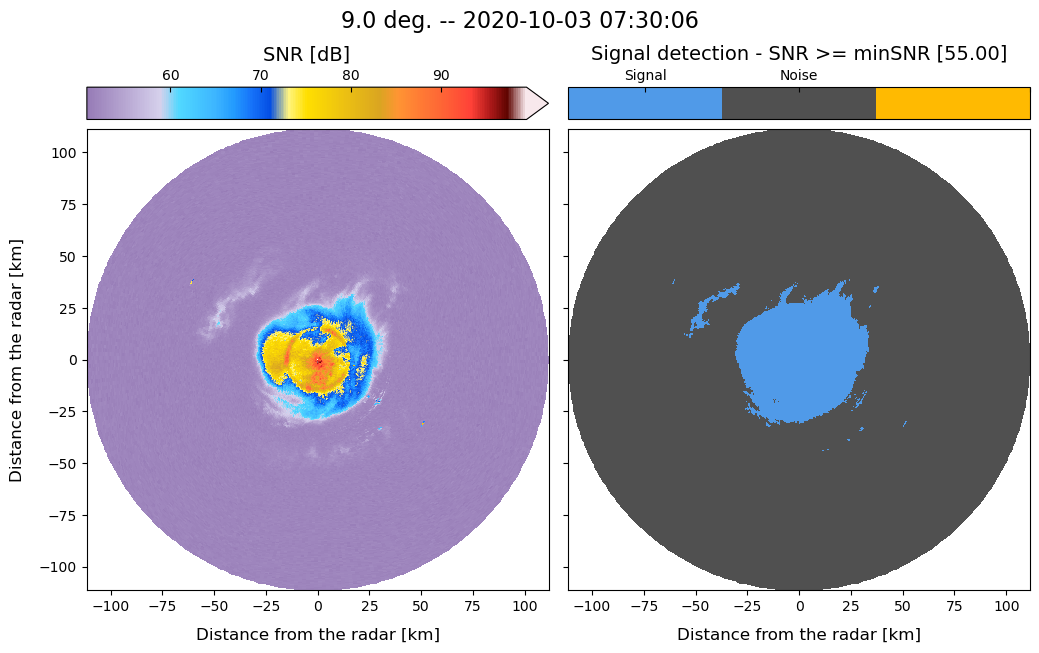 9.0 deg. -- 2020-10-03 07:30:06
SNR [dB]
Signal detection - SNR >= minSNR [55.00]
60 70 80 90
Signal Noise
100
75
50
25
0
−25
−50
−75
−100
Distance from the radar [km]
−100 −75 −50 −25 0 25 50 75 100
−100 −75 −50 −25 0 25 50 75 100
Distance from the radar [km]
Distance from the radar [km]